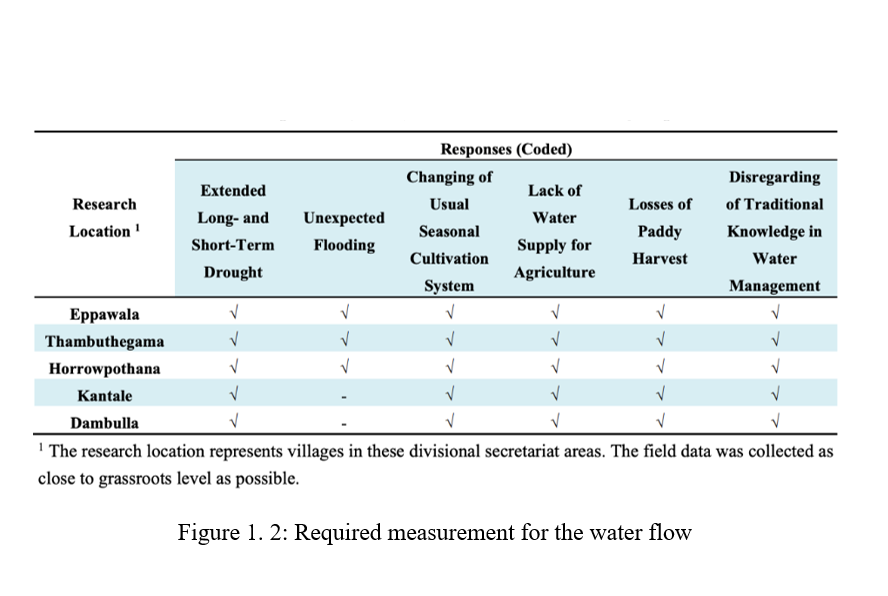 Responses (Coded)
Research Location ¹ | Extended Long- and Short-Term Drought | Unexpected Flooding | Changing of Usual Seasonal Cultivation System | Lack of Water Supply for Agriculture | Losses of Paddy Harvest | Disregarding of Traditional Knowledge in Water Management
Eppawala √ √ √ √ √ √
Thambuthegama √ √ √ √ √ √
Horrowpothana √ √ √ √ √ √
Kantale √ - √ √ √ √
Dambulla √ - √ √ √ √
¹ The research location represents villages in these divisional secretariat areas. The field data was collected as
close to grassroots level as possible.
Figure 1. 2: Required measurement for the water flow